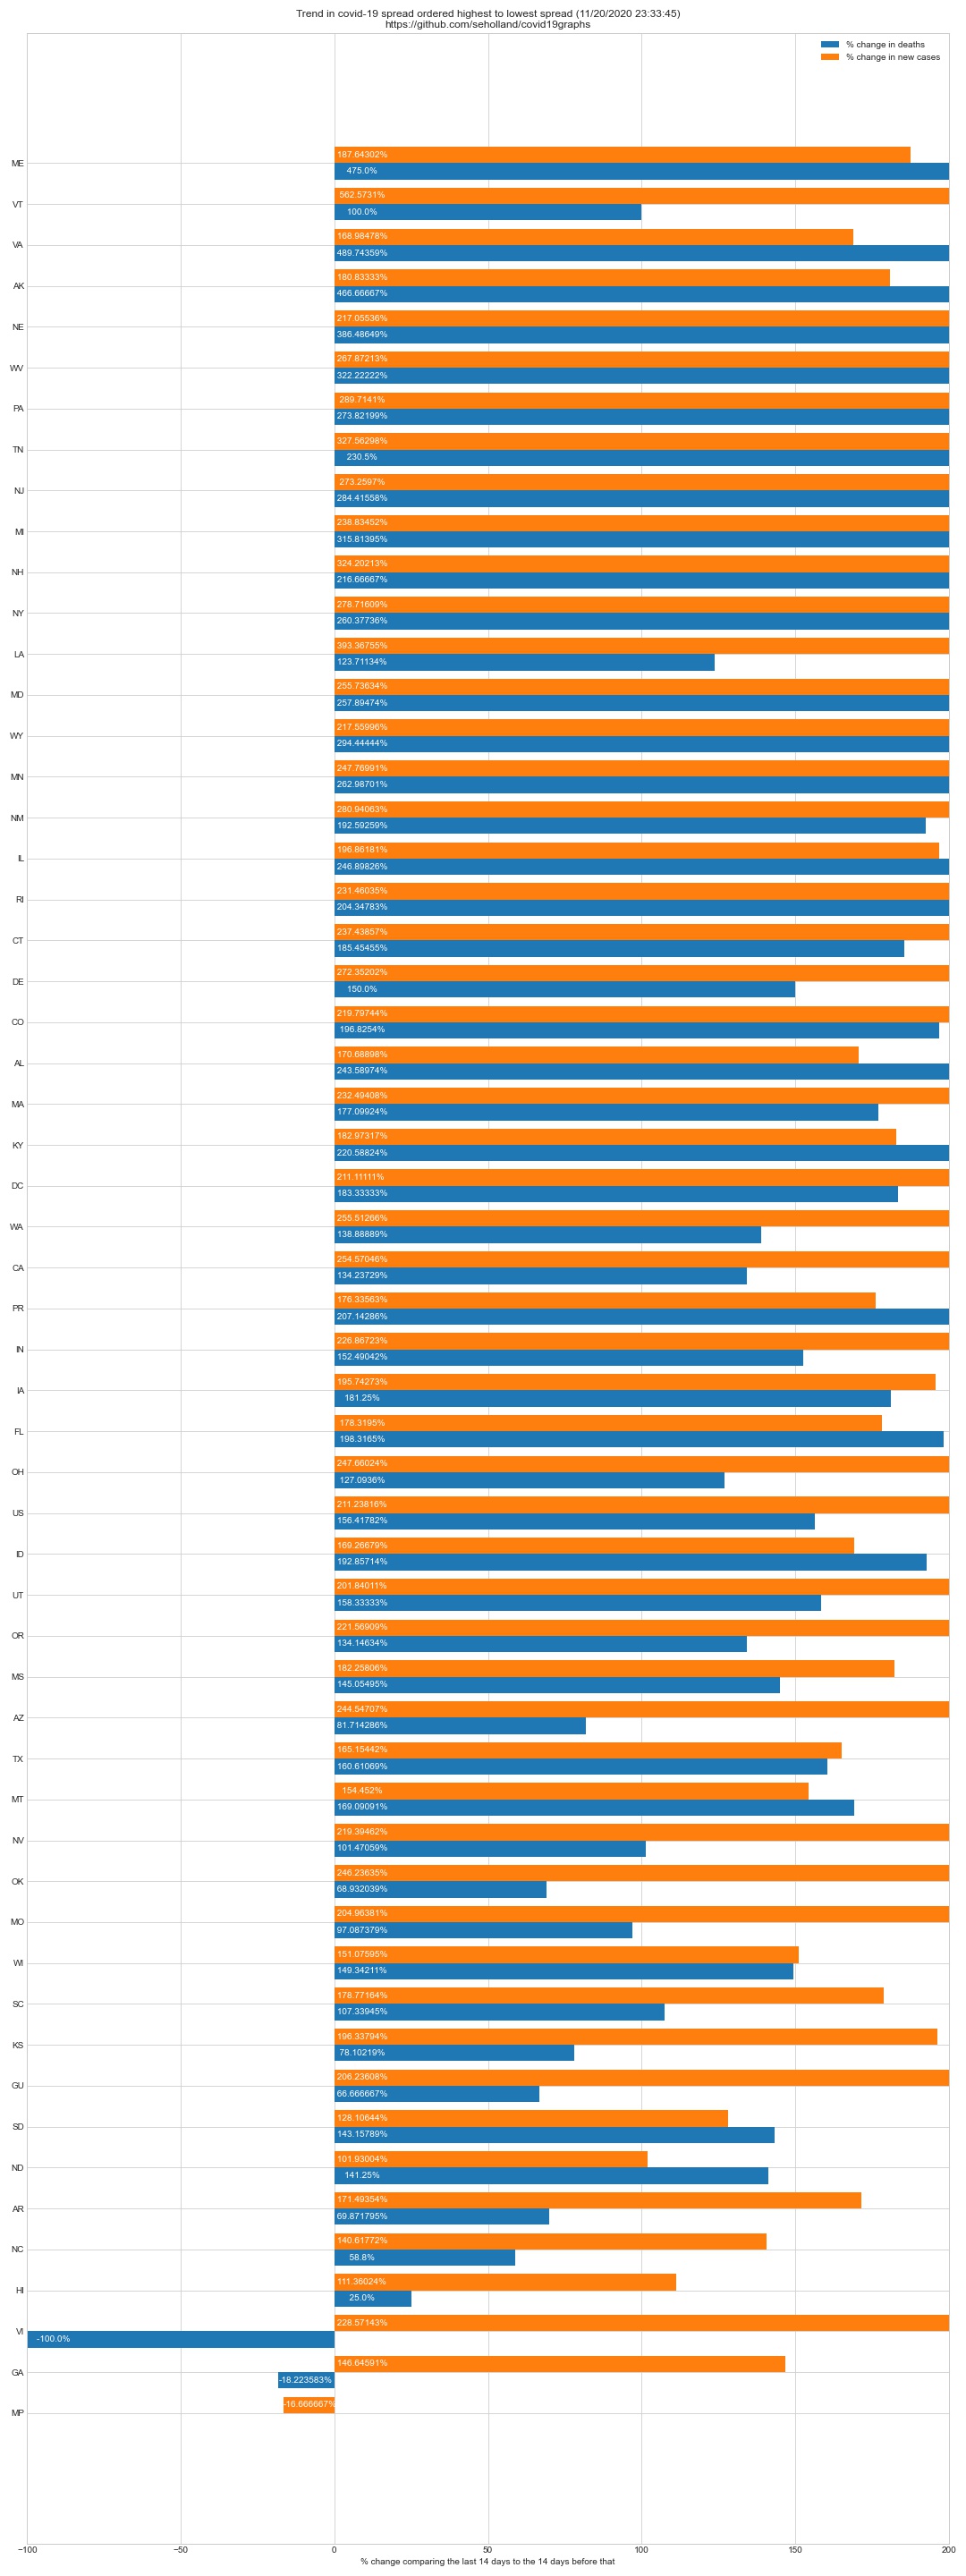 Trend in covid-19 spread ordered highest to lowest spread (11/20/2020 23:33:45)
https://github.com/seholland/covid19graphs
% change in deaths
% change in new cases
187.64302%
ME
475.0%
562.5731%
VT
100.0%
168.98478%
VA
489.74359%
180.83333%
AK
466.66667%
217.05536%
NE
386.48649%
267.87213%
WV
322.22222%
289.7141%
PA
273.82199%
327.56298%
TN
230.5%
273.2597%
NJ
284.41558%
238.83452%
MI
315.81395%
324.20213%
NH
216.66667%
278.71609%
NY
260.37736%
393.36755%
LA
123.71134%
255.73634%
MD
257.89474%
217.55996%
WY
294.44444%
247.76991%
MN
262.98701%
280.94063%
NM
192.59259%
196.86181%
IL
246.89826%
231.46035%
RI
204.34783%
237.43857%
CT
185.45455%
272.35202%
DE
150.0%
219.79744%
CO
196.8254%
170.68898%
AL
243.58974%
232.49408%
MA
177.09924%
182.97317%
KY
220.58824%
211.11111%
DC
183.33333%
255.51266%
WA
138.88889%
254.57046%
CA
134.23729%
176.33563%
PR
207.14286%
226.86723%
IN
152.49042%
195.74273%
IA
181.25%
178.3195%
FL
198.3165%
247.66024%
OH
127.0936%
211.23816%
US
156.41782%
169.26679%
ID
192.85714%
201.84011%
UT
158.33333%
221.56909%
OR
134.14634%
182.25806%
MS
145.05495%
244.54707%
AZ
81.714286%
165.15442%
TX
160.61069%
154.452%
MT
169.09091%
219.39462%
NV
101.47059%
246.23635%
OK
68.932039%
204.96381%
MO
97.087379%
151.07595%
WI
149.34211%
178.77164%
SC
107.33945%
196.33794%
KS
78.10219%
206.23608%
GU
66.666667%
128.10644%
SD
143.15789%
101.93004%
ND
141.25%
171.49354%
AR
69.871795%
140.61772%
NC
58.8%
111.36024%
HI
25.0%
228.57143%
VI
-100.0%
146.64591%
GA
-18.223583%
-16.666667%
MP
−100 −50 0 50 100 150 200
% change comparing the last 14 days to the 14 days before that